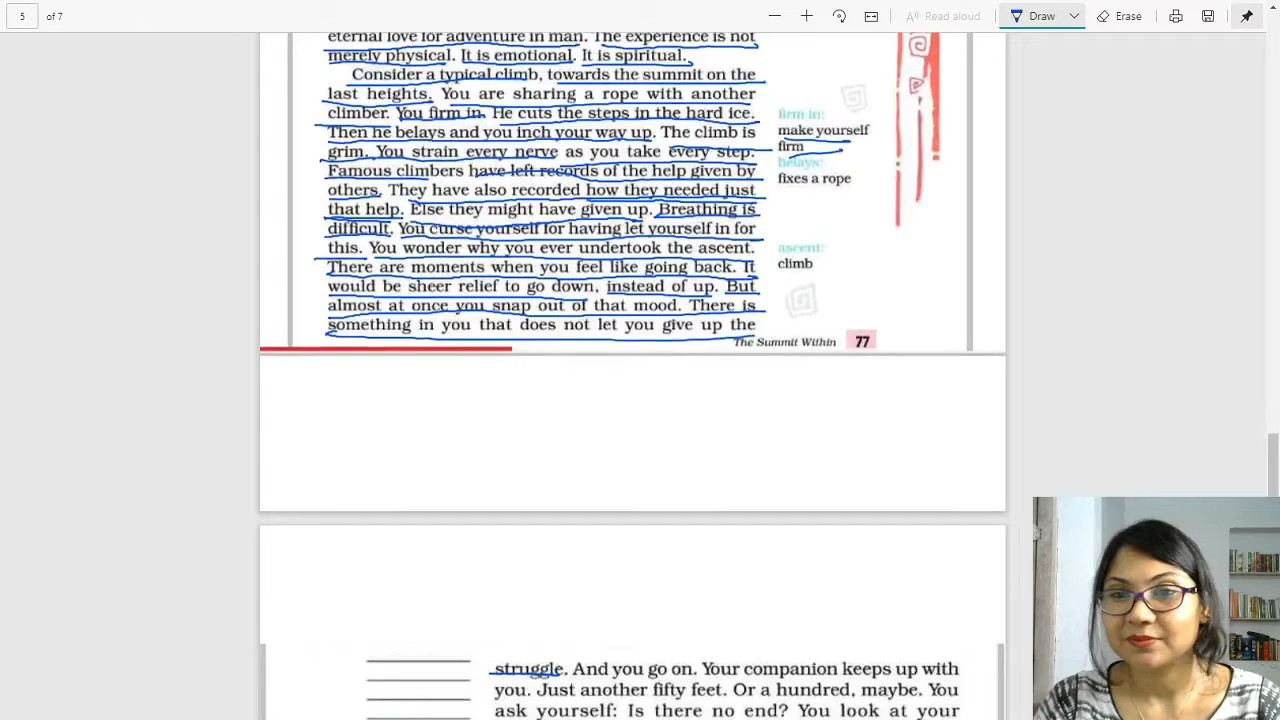 5 of 7
Read aloud
Draw
Erase
eternal love for adventure in man. The experience is not
merely physical. It is emotional. It is spiritual.
Consider a typical climb, towards the summit on the
last heights. You are sharing a rope with another
climber. You firm in. He cuts the steps in the hard ice.
Then he belays and you inch your way up. The climb is
grim. You strain every nerve as you take every step.
Famous climbers have left records of the help given by
others. They have also recorded how they needed just
that help. Else they might have given up. Breathing is
difficult. You curse yourself for having let yourself in for
this. You wonder why you ever undertook the ascent.
There are moments when you feel like going back. It
would be sheer relief to go down, instead of up. But
almost at once you snap out of that mood. There is
something in you that does not let you give up the
firm in:
make yourself
firm
belays:
fixes a rope
ascent:
climb
The Summit Within 77
struggle. And you go on. Your companion keeps up with
you. Just another fifty feet. Or a hundred, maybe. You
ask yourself: Is there no end? You look at your